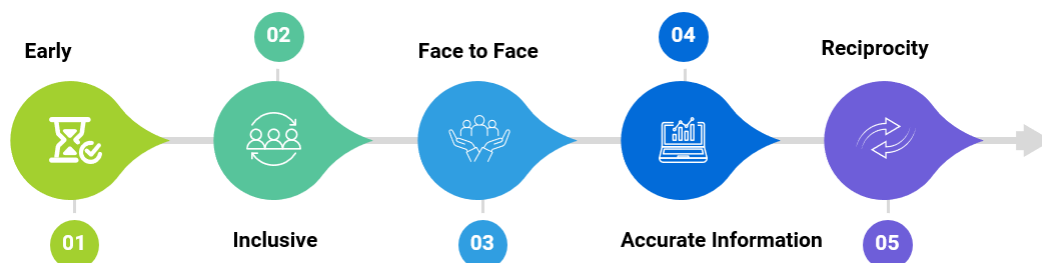 Early
01
02
Inclusive
Face to Face
03
04
Accurate Information
Reciprocity
05